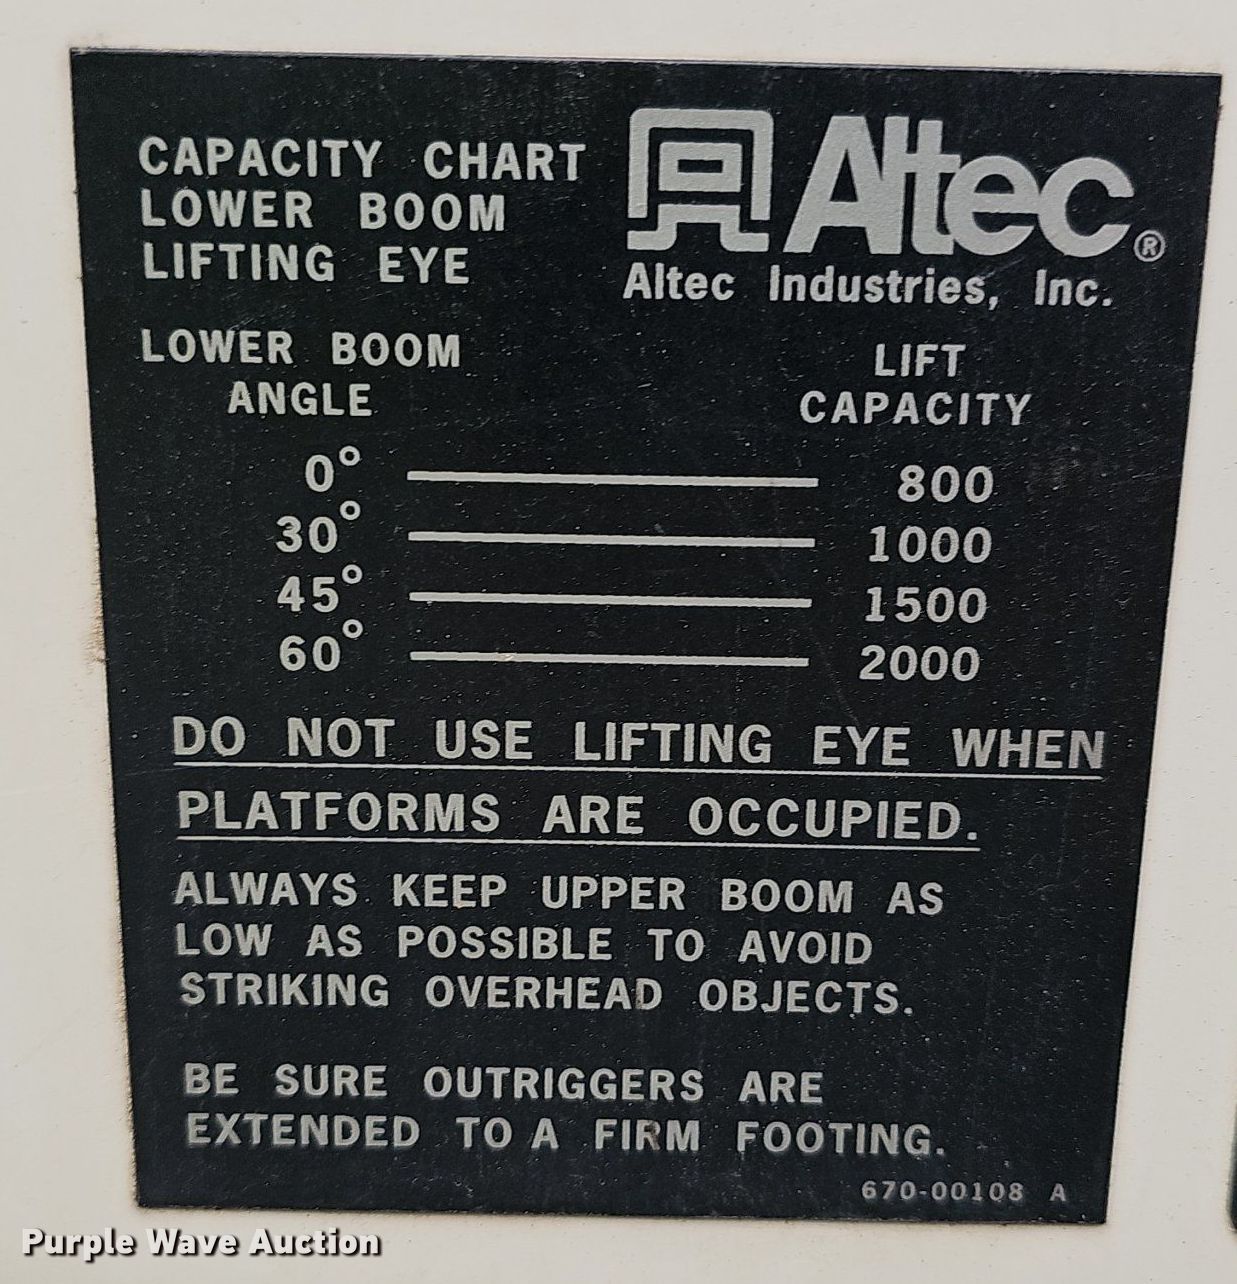 CAPACITY CHART
LOWER BOOM
LIFTING EYE
Altec®
Altec Industries, Inc.
LOWER BOOM
ANGLE
LIFT
CAPACITY
0° 800
30° 1000
45° 1500
60° 2000
DO NOT USE LIFTING EYE WHEN
PLATFORMS ARE OCCUPIED.
ALWAYS KEEP UPPER BOOM AS
LOW AS POSSIBLE TO AVOID
STRIKING OVERHEAD OBJECTS.
BE SURE OUTRIGGERS ARE
EXTENDED TO A FIRM FOOTING.
670-00108 A
Purple Wave Auction